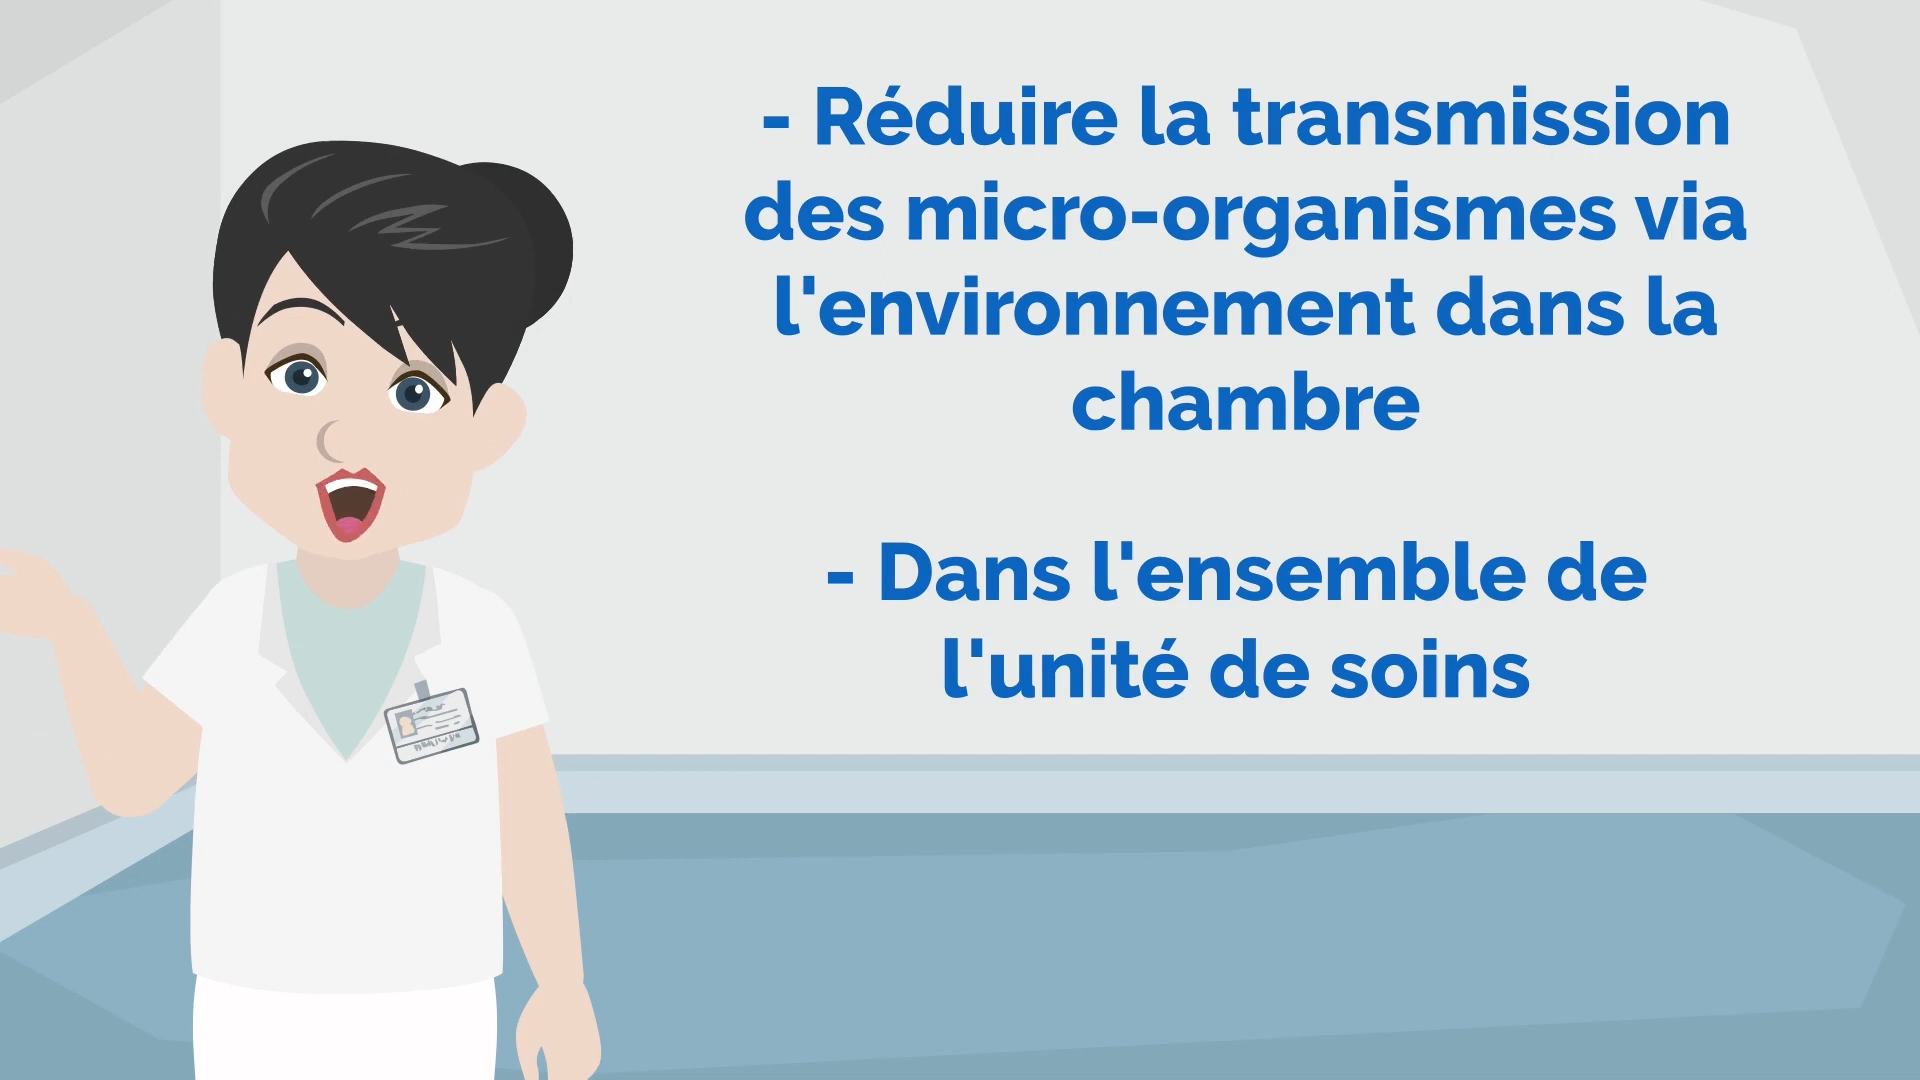 - Réduire la transmission
des micro-organismes via
l'environnement dans la
chambre
- Dans l'ensemble de
l'unité de soins